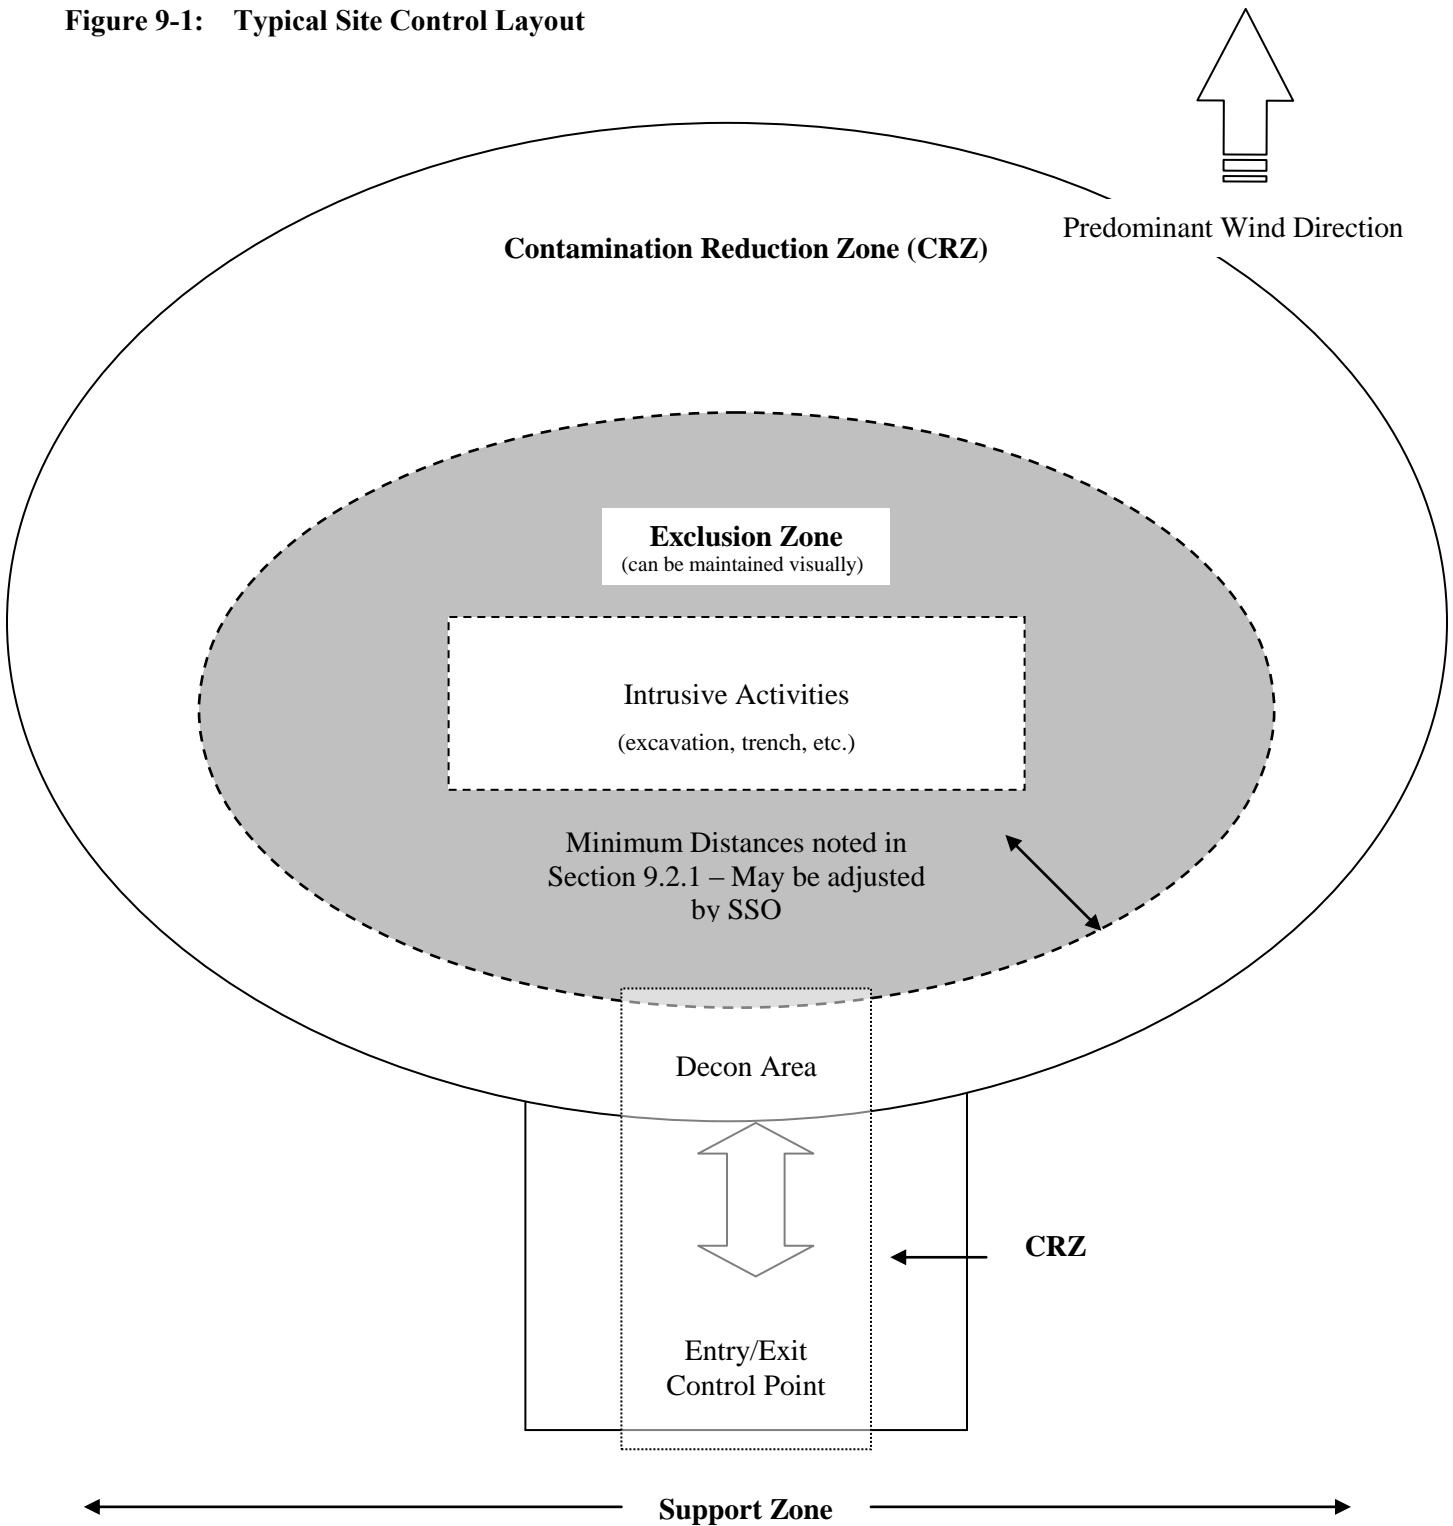 Figure 9-1: Typical Site Control Layout
Predominant Wind Direction
Contamination Reduction Zone (CRZ)
Exclusion Zone
(can be maintained visually)
Intrusive Activities
(excavation, trench, etc.)
Minimum Distances noted in
Section 9.2.1 – May be adjusted
by SSO
Decon Area
CRZ
Entry/Exit
Control Point
Support Zone